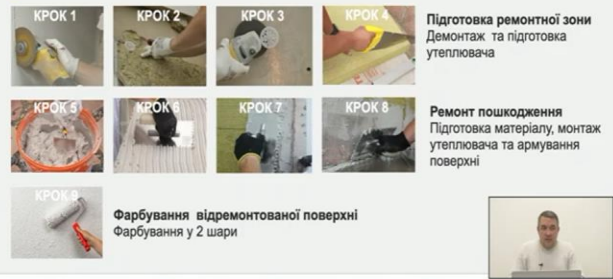 КРОК 1
КРОК 2
КРОК 3
КРОК 4
Підготовка ремонтної зони
Демонтаж та підготовка
утеплювача
КРОК 5
КРОК 6
КРОК 7
КРОК 8
Ремонт пошкодження
Підготовка матеріалу, монтаж
утеплювача та армування
поверхні
КРОК 9
Фарбування відремонтованої поверхні
Фарбування у 2 шари